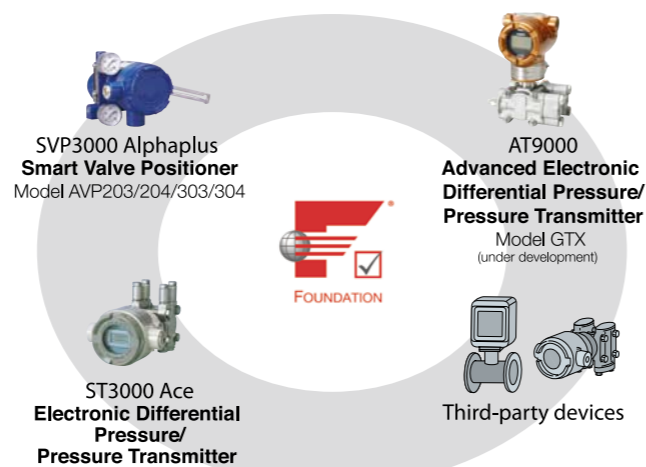 SVP3000 Alphaplus
Smart Valve Positioner
Model AVP203/204/303/304
AT9000
Advanced Electronic
Differential Pressure/
Pressure Transmitter
Model GTX
(under development)
®
FOUNDATION
ST3000 Ace
Electronic Differential
Pressure/
Pressure Transmitter
Third-party devices